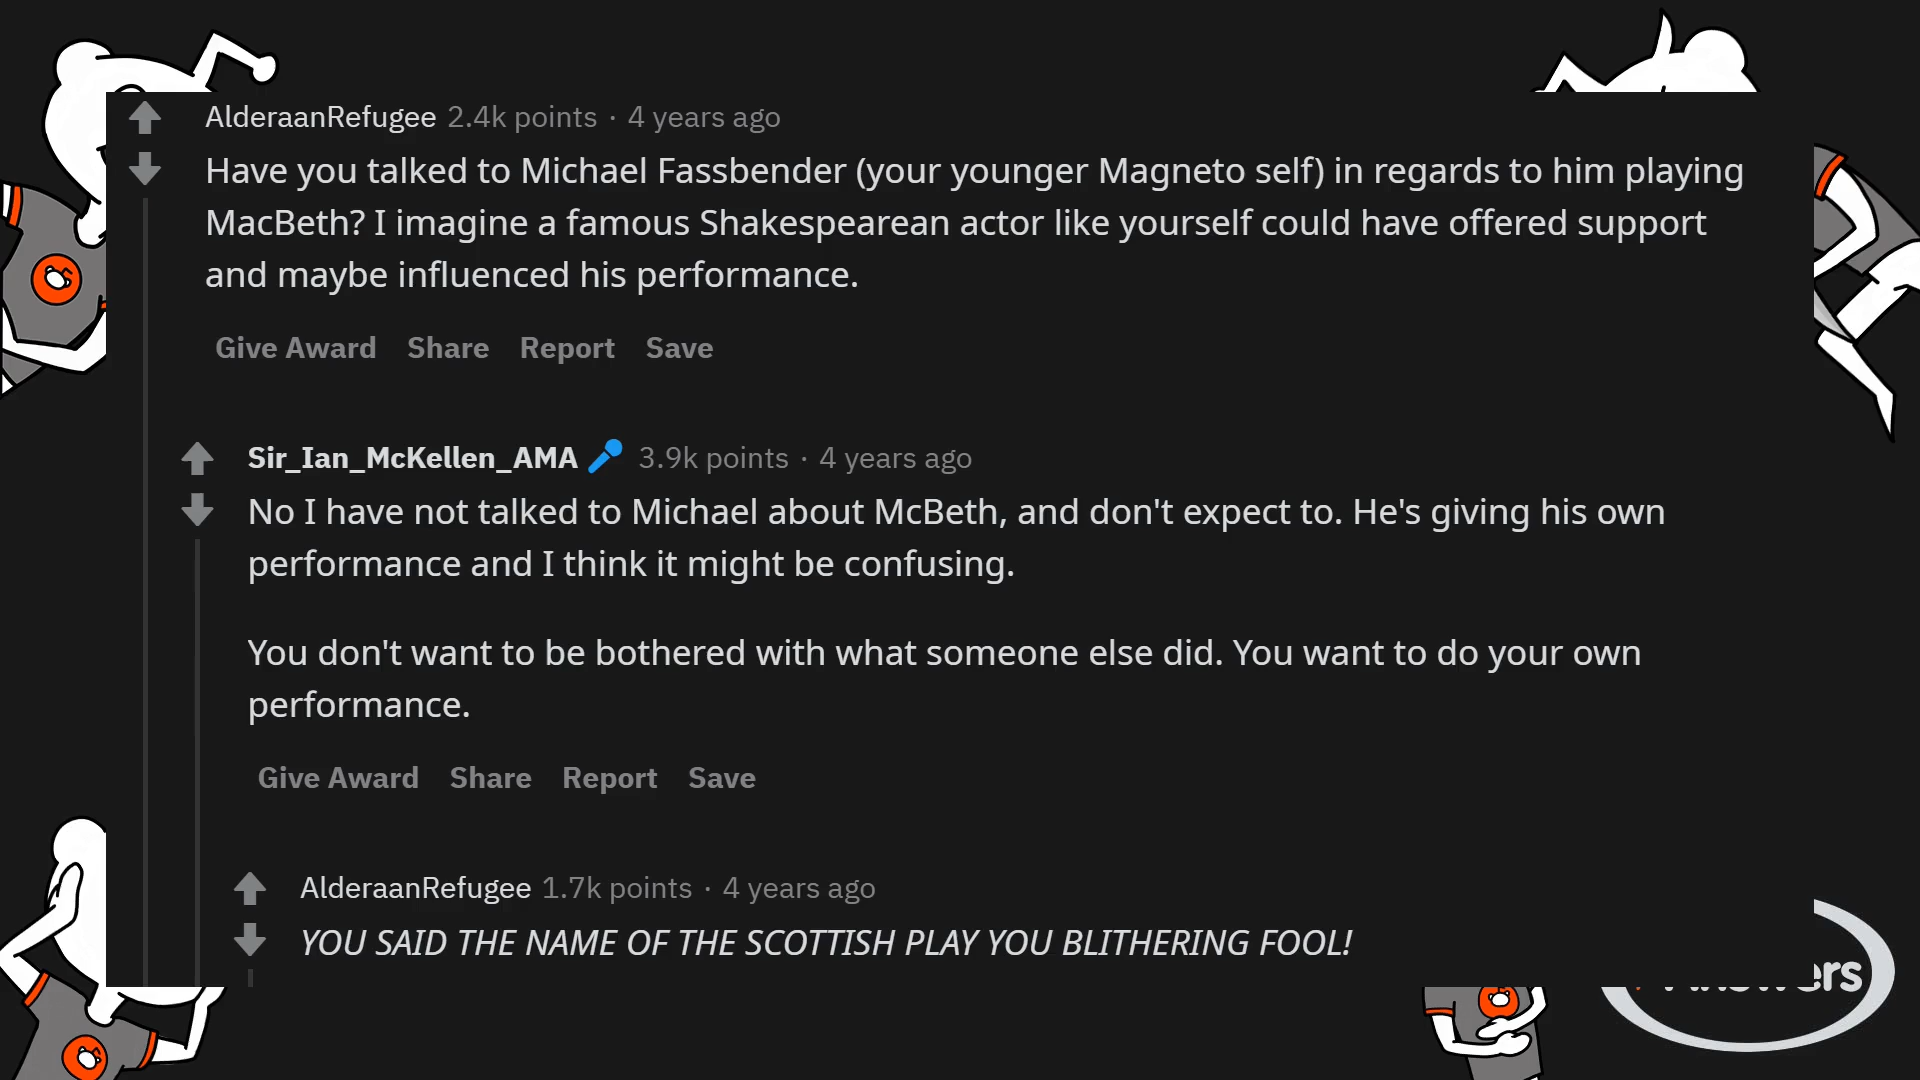 AlderaanRefugee 2.4k points · 4 years ago
Have you talked to Michael Fassbender (your younger Magneto self) in regards to him playing
MacBeth? I imagine a famous Shakespearean actor like yourself could have offered support
and maybe influenced his performance.
Give Award Share Report Save
Sir_Ian_McKellen_AMA 3.9k points · 4 years ago
No I have not talked to Michael about McBeth, and don't expect to. He's giving his own
performance and I think it might be confusing.
You don't want to be bothered with what someone else did. You want to do your own
performance.
Give Award Share Report Save
AlderaanRefugee 1.7k points · 4 years ago
YOU SAID THE NAME OF THE SCOTTISH PLAY YOU BLITHERING FOOL!